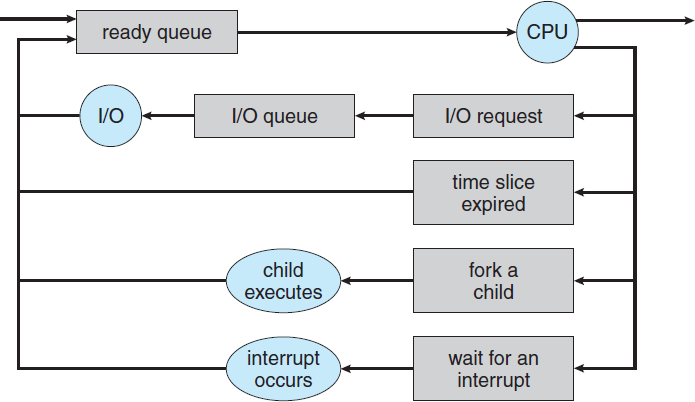 ready queue
CPU
I/O
I/O queue
I/O request
time slice
expired
child
executes
fork a
child
interrupt
occurs
wait for an
interrupt